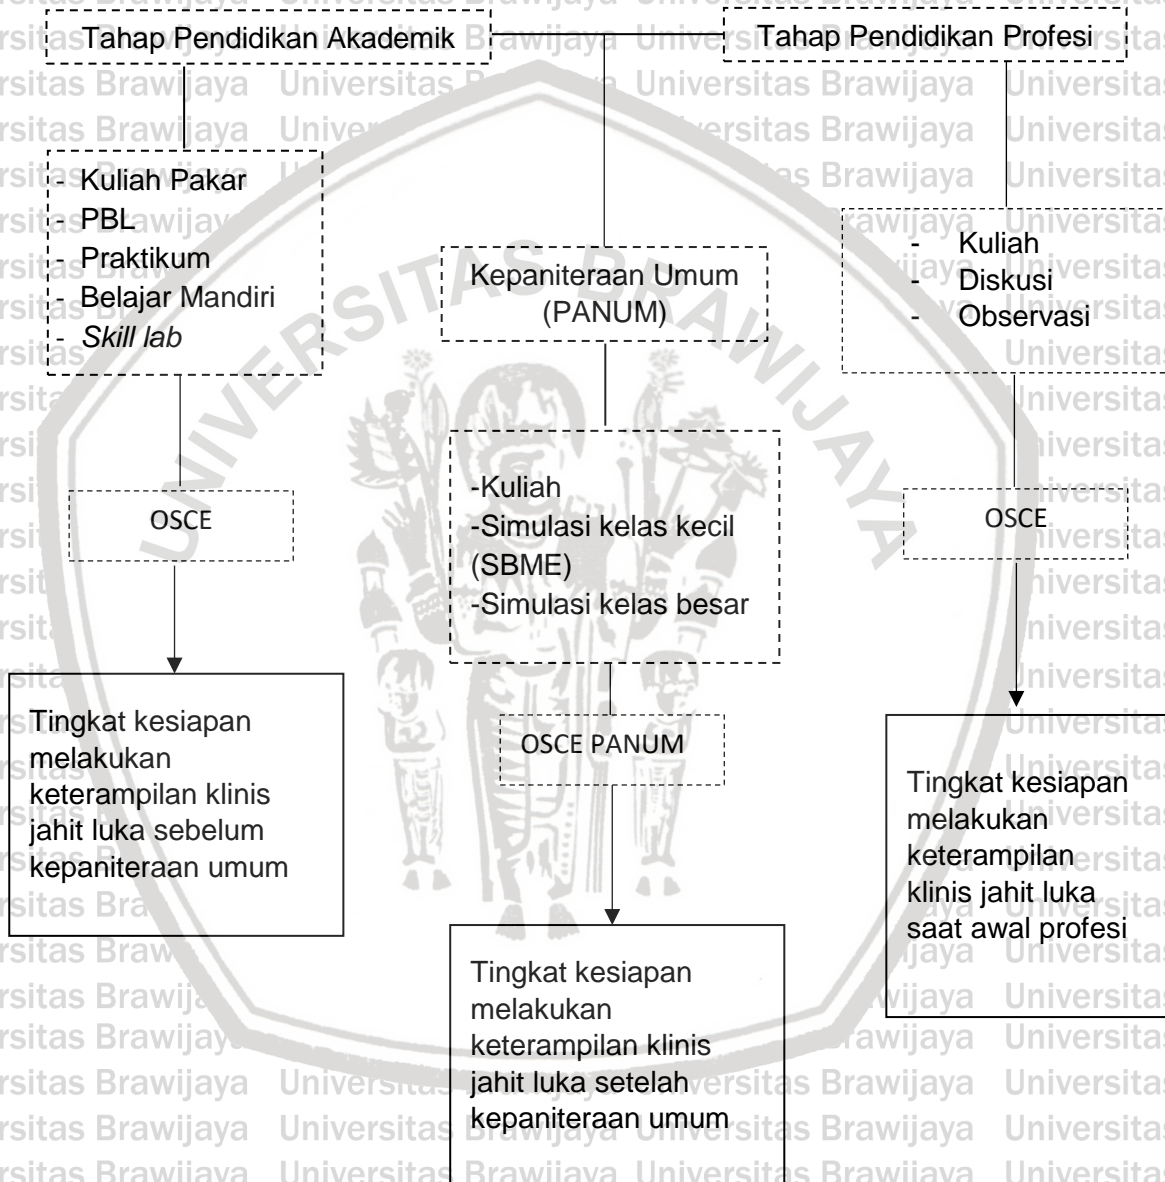 Tahap Pendidikan Akademik
Tahap Pendidikan Profesi
- Kuliah Pakar
- PBL
- Praktikum
- Belajar Mandiri
- Skill lab
Kepaniteraan Umum
(PANUM)
- Kuliah
- Diskusi
- Observasi
OSCE
-Kuliah
-Simulasi kelas kecil
(SBME)
-Simulasi kelas besar
OSCE
Tingkat kesiapan
melakukan
keterampilan klinis
jahit luka sebelum
kepaniteraan umum
OSCE PANUM
Tingkat kesiapan
melakukan
keterampilan
klinis jahit luka
saat awal profesi
Tingkat kesiapan
melakukan
keterampilan klinis
jahit luka setelah
kepaniteraan umum
UNIVERSITAS BRAWIJAYA